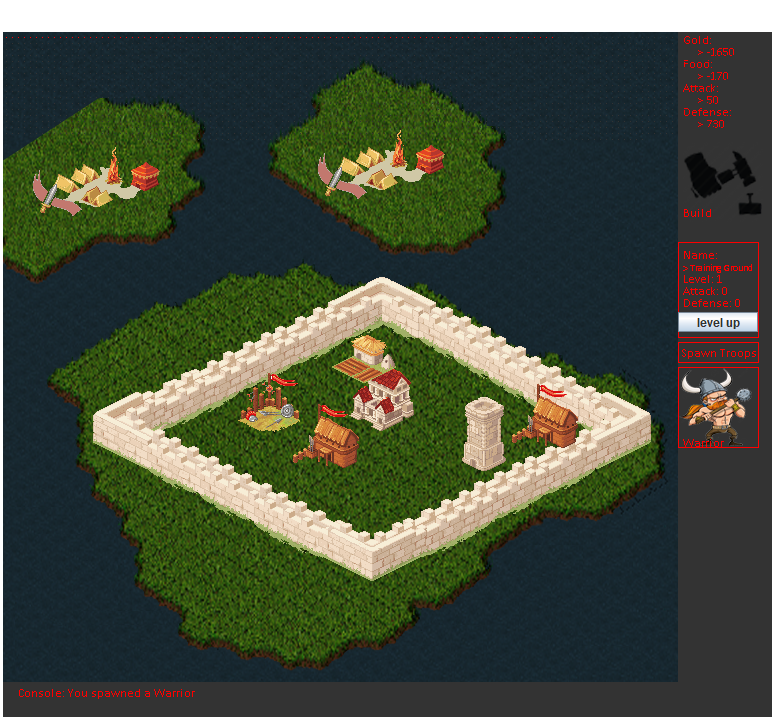 Gold:
> -1650
Food:
> -170
Attack:
> 50
Defense:
> 730
Build
Name:
> Training Ground
Level: 1
Attack: 0
Defense: 0
level up
Spawn Troops
Warrior
Console: You spawned a Warrior